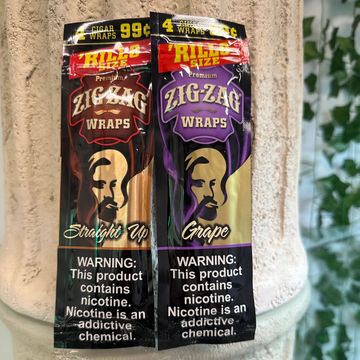 CIGAR WRAPS 99¢
'RILLO SIZE
Premium
ZIG-ZAG
WRAPS
Straight Up
WARNING:
This product
contains
nicotine.
Nicotine is an
addictive
chemical.
4 CIGAR WRAPS
'RILLO SIZE
Premium
ZIG-ZAG
WRAPS
Grape
WARNING:
This product
contains
nicotine.
Nicotine is an
addictive
chemical.